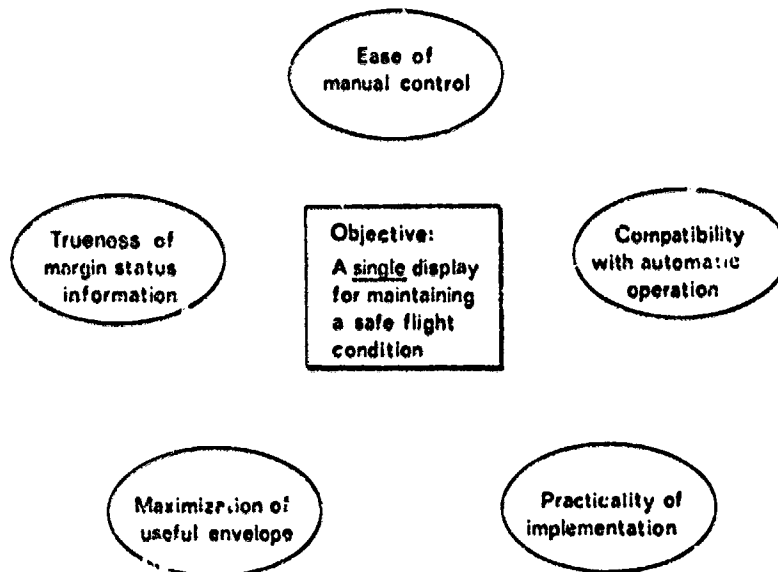 Ease of
manual control
Trueness of
margin status
information
Objective:
A single display
for maintaining
a safe flight
condition
Compatibility
with automatic
operation
Maximization of
useful envelope
Practicality of
implementation